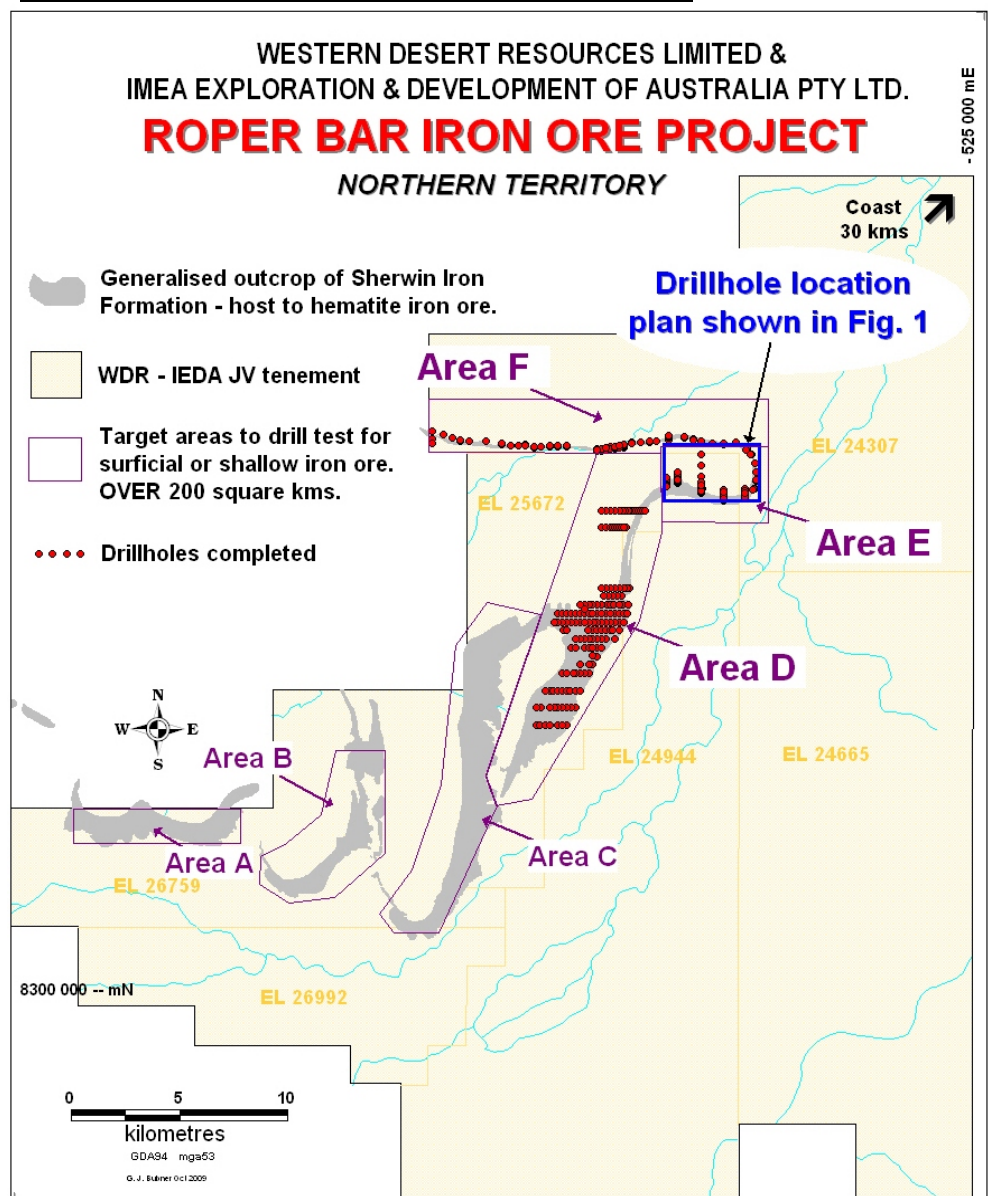 WESTERN DESERT RESOURCES LIMITED &
IMEA EXPLORATION & DEVELOPMENT OF AUSTRALIA PTY LTD.
ROPER BAR IRON ORE PROJECT
NORTHERN TERRITORY
- 525 000 mE
Coast
30 kms
Generalised outcrop of Sherwin Iron
Formation - host to hematite iron ore.
WDR - IEDA JV tenement
Target areas to drill test for
surficial or shallow iron ore.
OVER 200 square kms.
Drillholes completed
Drillhole location
plan shown in Fig. 1
Area F
EL 24307
EL 25672
Area E
Area D
N
W
E
S
Area B
EL 24944
EL 24665
Area A
Area C
EL 26759
8300 000 -- mN
EL 26992
0
5
10
kilometres
GDA94 mga53
G. J. Bubner Oct 2009